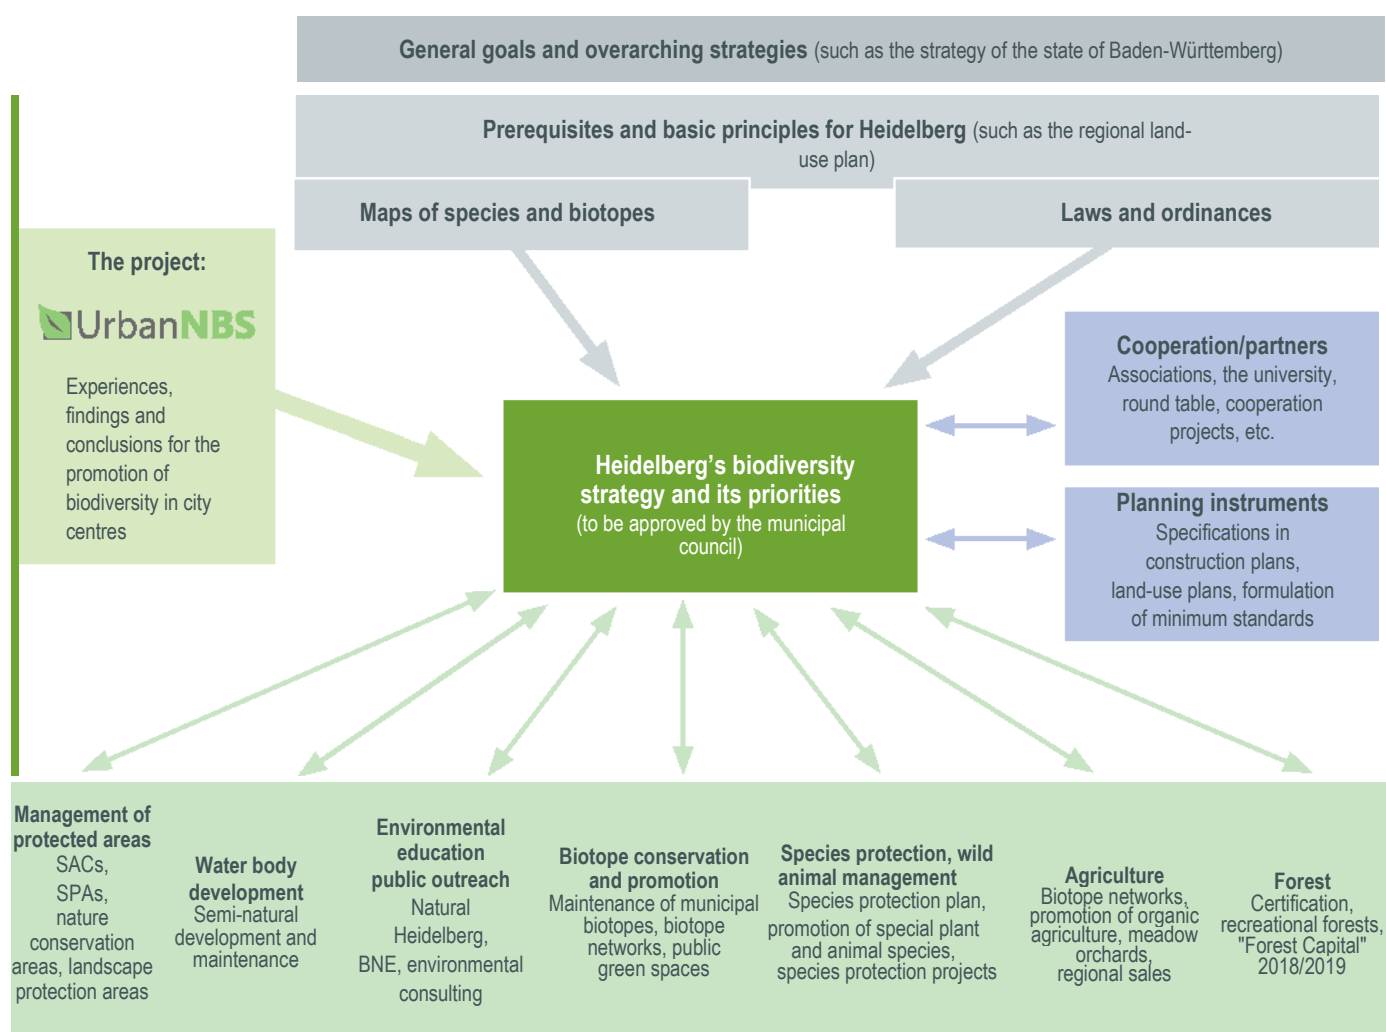 General goals and overarching strategies (such as the strategy of the state of Baden-Württemberg)
Prerequisites and basic principles for Heidelberg (such as the regional land-
use plan)
Maps of species and biotopes
Laws and ordinances
The project:
UrbanNBS
Experiences,
findings and
conclusions for the
promotion of
biodiversity in city
centres
Cooperation/partners
Associations, the university,
round table, cooperation
projects, etc.
Heidelberg's biodiversity
strategy and its priorities
(to be approved by the municipal
council)
Planning instruments
Specifications in
construction plans,
land-use plans, formulation
of minimum standards
Management of
protected areas
SACs,
SPAs,
nature
conservation
areas, landscape
protection areas
Water body
development
Semi-natural
development and
maintenance
Environmental
education
public outreach
Natural
Heidelberg,
BNE, environmental
consulting
Biotope conservation
and promotion
Maintenance of municipal
biotopes, biotope
networks, public
green spaces
Species protection, wild
animal management
Species protection plan,
promotion of special plant
and animal species,
species protection projects
Agriculture
Biotope networks,
promotion of organic
agriculture, meadow
orchards,
regional sales
Forest
Certification,
recreational forests,
"Forest Capital"
2018/2019